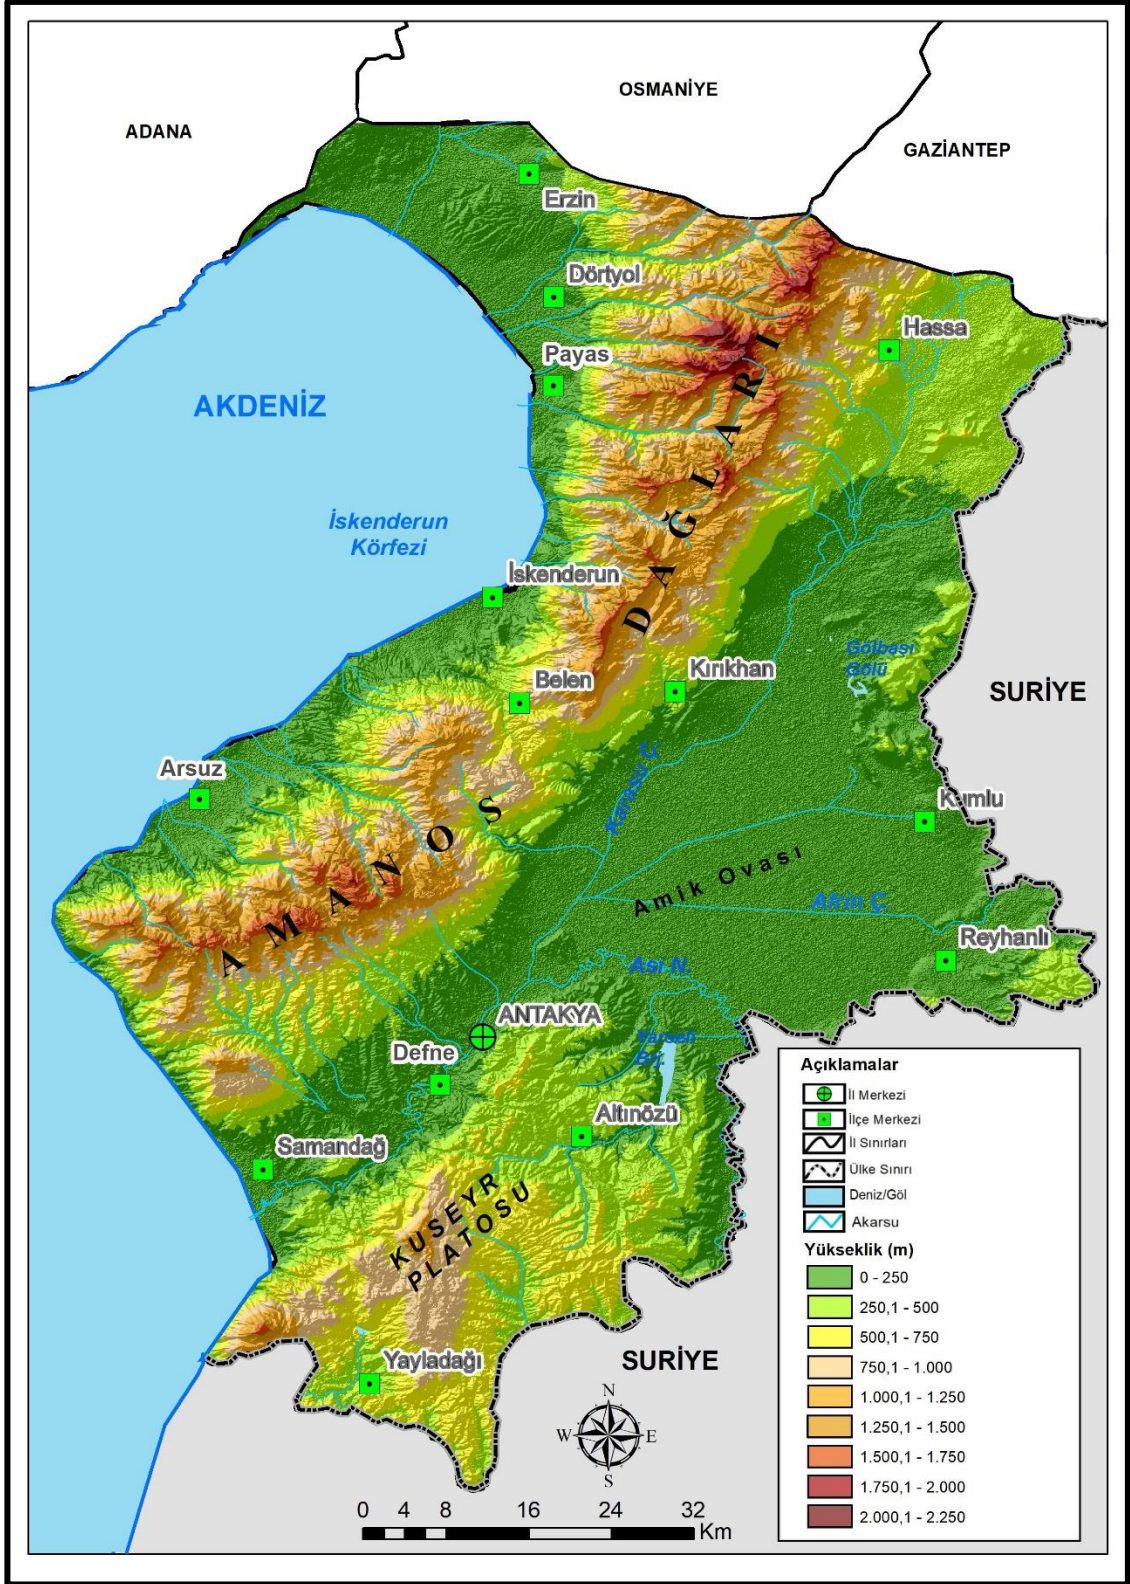 OSMANİYE
ADANA
GAZİANTEP
Erzin
Dörtyol
Hassa
Payas
AKDENİZ
İskenderun
Körfezi
İskenderun
AMANOS DAĞLARI
Gölbaşı
Gölü
Belen
Kırıkhan
SURİYE
Arsuz
Karasu Ç.
Kumlu
Amik Ovası
Afrin Ç.
Reyhanlı
Asi N.
ANTAKYA
Yarseli
Brj.
Defne
Altınözü
Samandağ
KUSEYR
PLATOSU
SURİYE
Yayladağı
N
W E
S
0 4 8 16 24 32
Km
Açıklamalar
İl Merkezi
İlçe Merkezi
İl Sınırları
Ülke Sınırı
Deniz/Göl
Akarsu
Yükseklik (m)
0 - 250
250,1 - 500
500,1 - 750
750,1 - 1.000
1.000,1 - 1.250
1.250,1 - 1.500
1.500,1 - 1.750
1.750,1 - 2.000
2.000,1 - 2.250